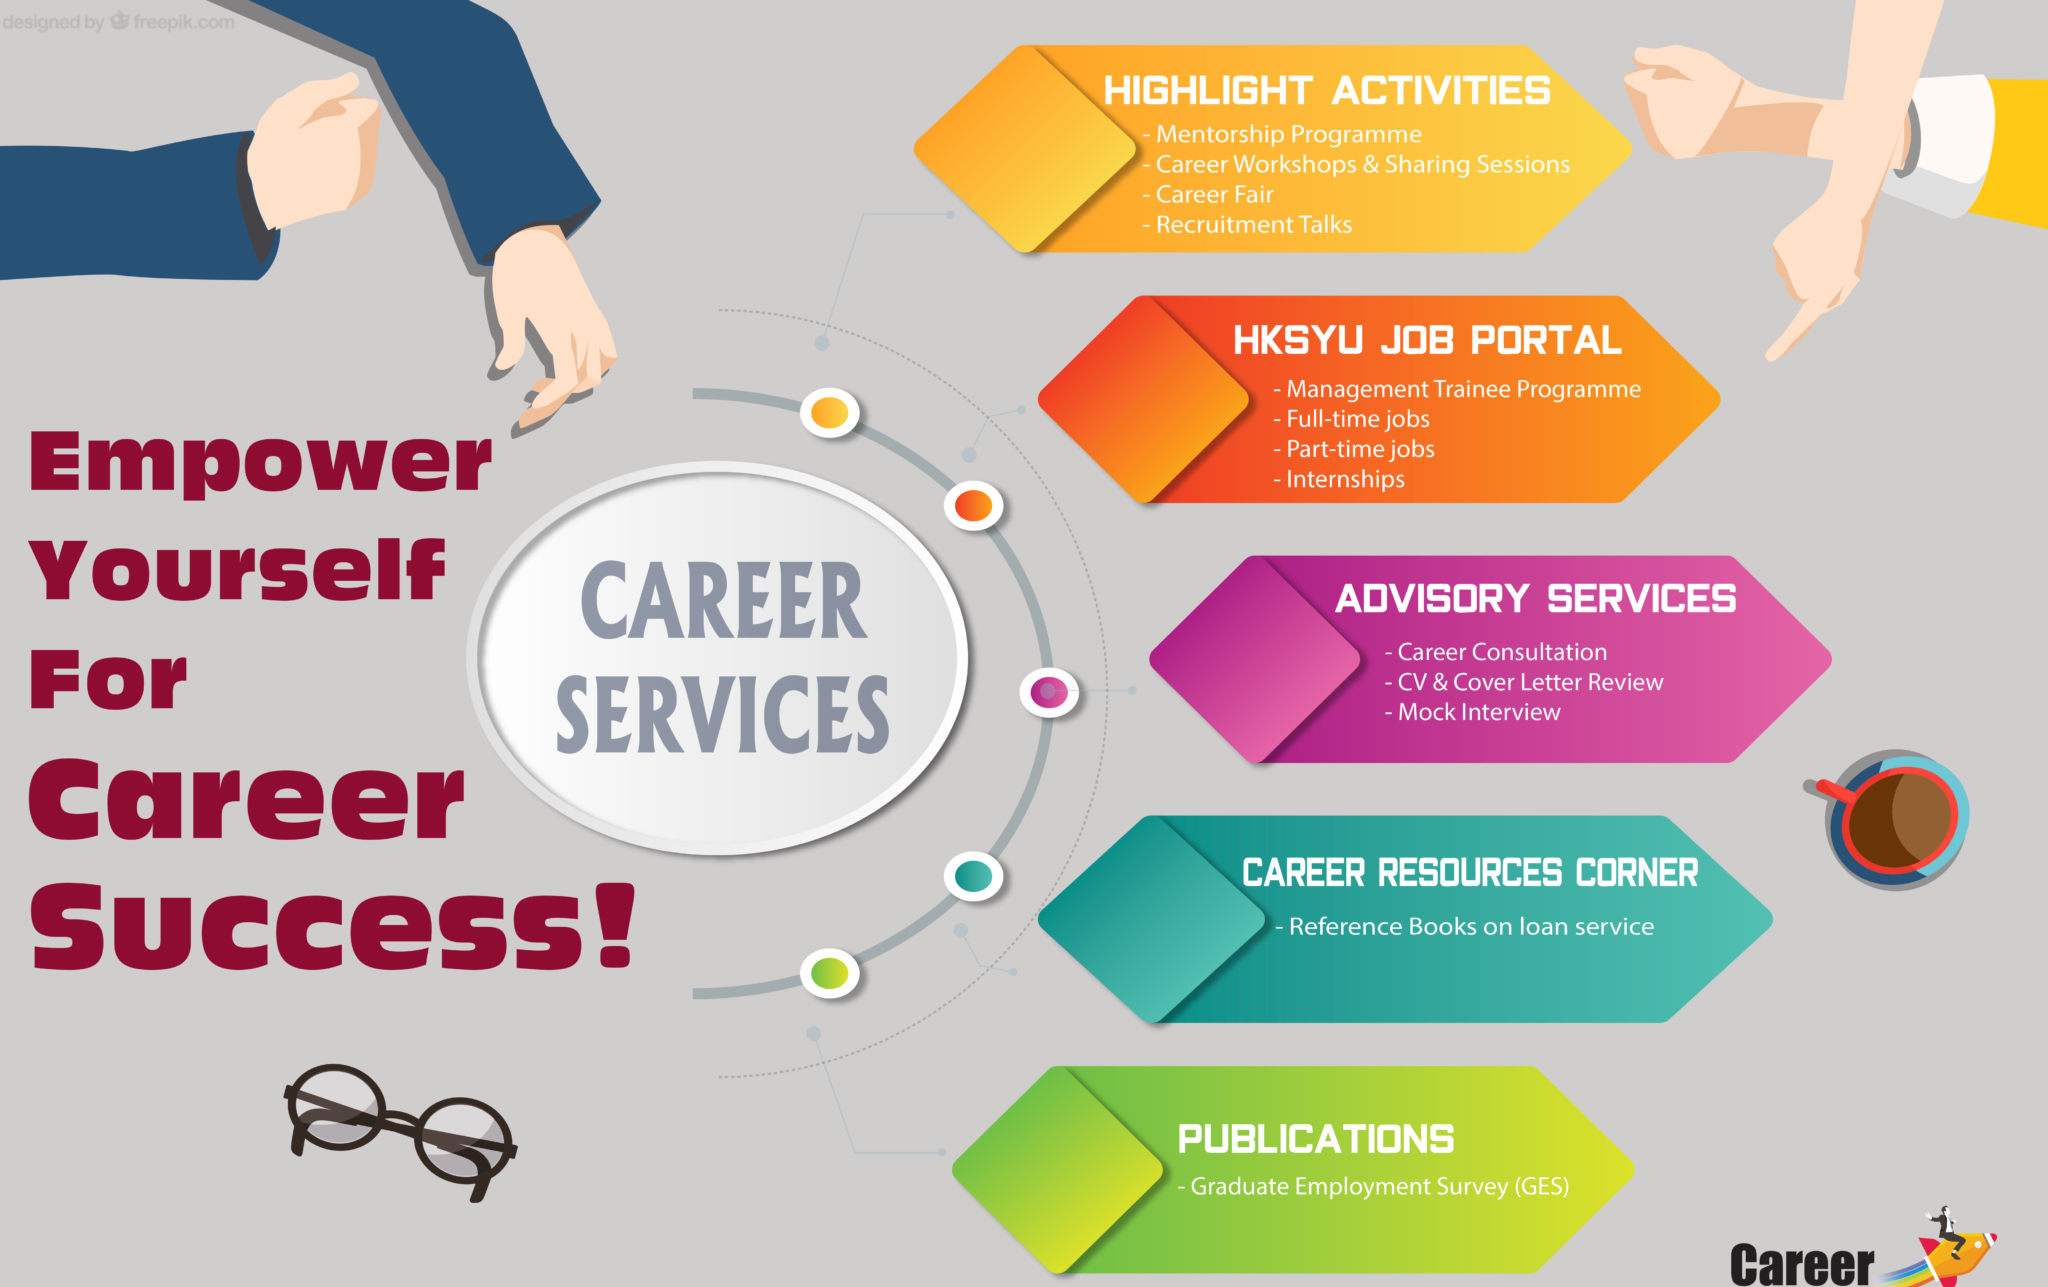 designed by freepik.com
Empower
Yourself
For
Career
Success!
CAREER
SERVICES
HIGHLIGHT ACTIVITIES
- Mentorship Programme
- Career Workshops & Sharing Sessions
- Career Fair
- Recruitment Talks
HKSYU JOB PORTAL
- Management Trainee Programme
- Full-time jobs
- Part-time jobs
- Internships
ADVISORY SERVICES
- Career Consultation
- CV & Cover Letter Review
- Mock Interview
CAREER RESOURCES CORNER
- Reference Books on loan service
PUBLICATIONS
- Graduate Employment Survey (GES)
Career